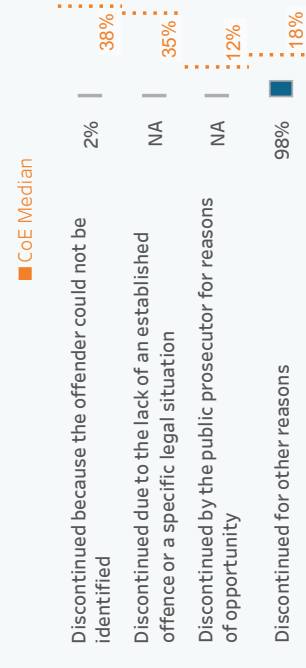 CoE Median
Discontinued because the offender could not be
identified
2%
38%
Discontinued due to the lack of an established
offence or a specific legal situation
NA
35%
Discontinued by the public prosecutor for reasons
of opportunity
NA
12%
Discontinued for other reasons
98%
18%